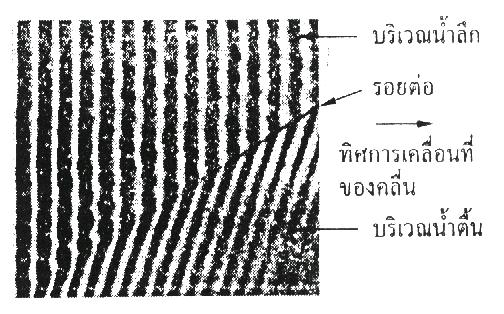 บริเวณน้ำลึก
รอยต่อ
ทิศการเคลื่อนที่
ของคลื่น
บริเวณน้ำตื้น